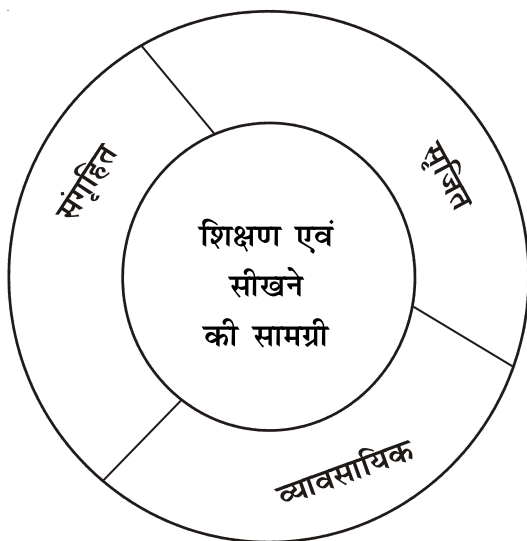 संगृहित
सृजित
शिक्षण एवं
सीखने
की सामग्री
व्यावसायिक